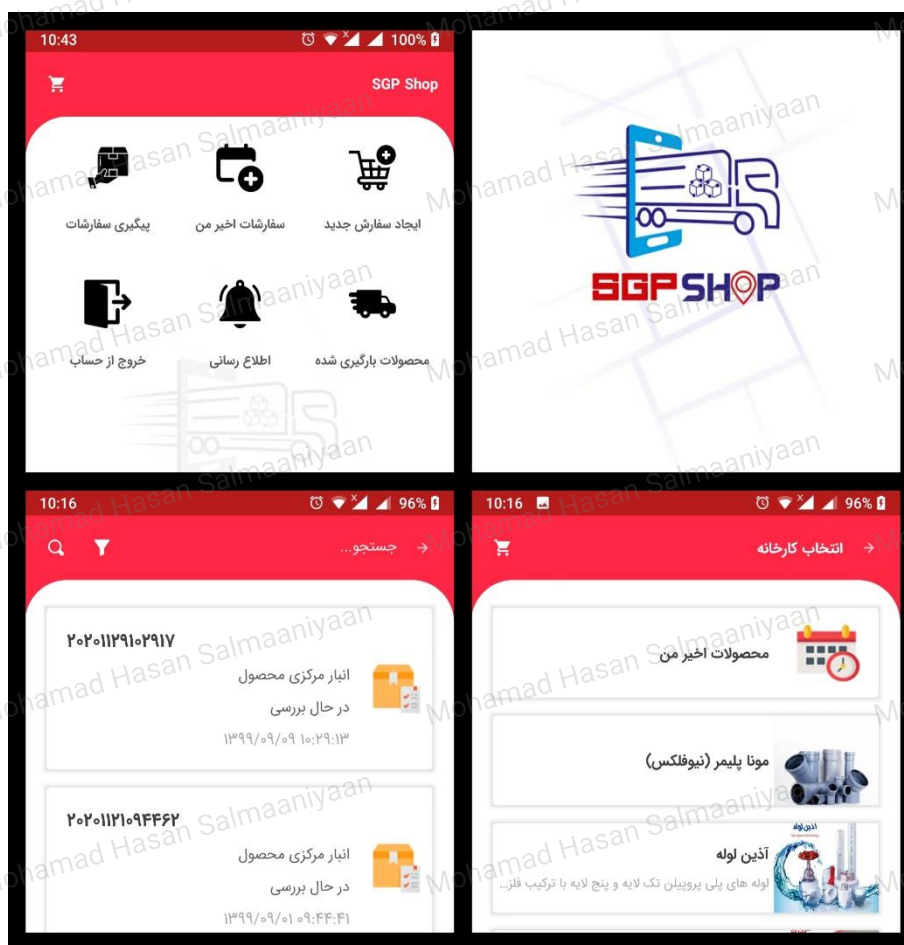 10:43
100%
SGP Shop
ایجاد سفارش جدید
سفارشات اخیر من
پیگیری سفارشات
محصولات بارگیری شده
اطلاع رسانی
خروج از حساب
SGP SHOP
10:16
96%
جستجو...
۲۰۲۰۱۱۲۹۱۰۲۹۱۷
انبار مرکزی محصول
در حال بررسی
۱۳۹۹/۰۹/۰۹ ۱۰:۲۹:۱۳
۲۰۲۰۱۱۲۱۰۹۴۴۶۲
انبار مرکزی محصول
در حال بررسی
۱۳۹۹/۰۹/۰۱ ۰۹:۴۴:۴۱
10:16
96%
انتخاب کارخانه
محصولات اخیر من
مونا پلیمر (نیوفلکس)
آذین لوله
آذین لوله
لوله های پلی پروپیلن تک لایه و پنج لایه با ترکیب فلز...
Mohamad Hasan Salmaaniyaan